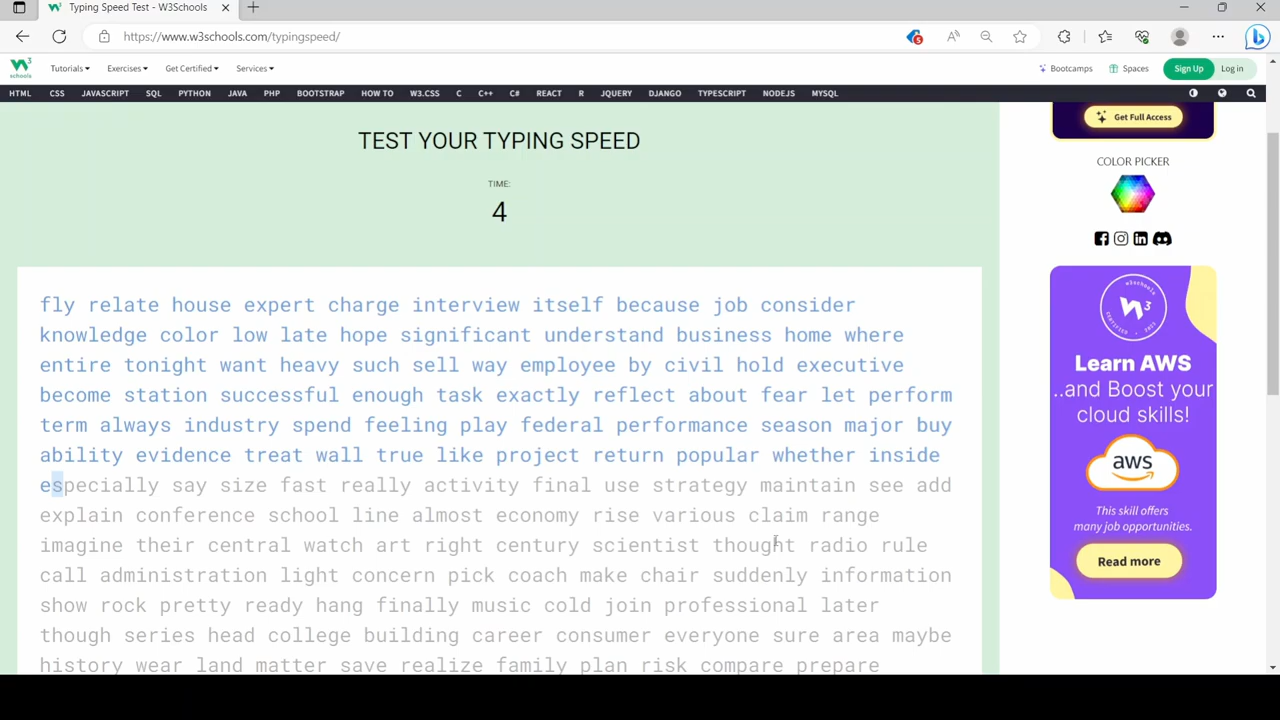 Typing Speed Test - W3Schools
https://www.w3schools.com/typingspeed/
W3 schools
Tutorials Exercises Get Certified Services
Bootcamps Spaces Sign Up Log in
HTML CSS JAVASCRIPT SQL PYTHON JAVA PHP BOOTSTRAP HOW TO W3.CSS C C++ C# REACT R JQUERY DJANGO TYPESCRIPT NODEJS MYSQL
TEST YOUR TYPING SPEED
TIME:
4
fly relate house expert charge interview itself because job consider
knowledge color low late hope significant understand business home where
entire tonight want heavy such sell way employee by civil hold executive
become station successful enough task exactly reflect about fear let perform
term always industry spend feeling play federal performance season major buy
ability evidence treat wall true like project return popular whether inside
especially say size fast really activity final use strategy maintain see add
explain conference school line almost economy rise various claim range
imagine their central watch art right century scientist thought radio rule
call administration light concern pick coach make chair suddenly information
show rock pretty ready hang finally music cold join professional later
though series head college building career consumer everyone sure area maybe
history wear land matter save realize family plan risk compare prepare
Get Full Access
COLOR PICKER
Learn AWS
..and Boost your
cloud skills!
aws
This skill offers
many job opportunities.
Read more